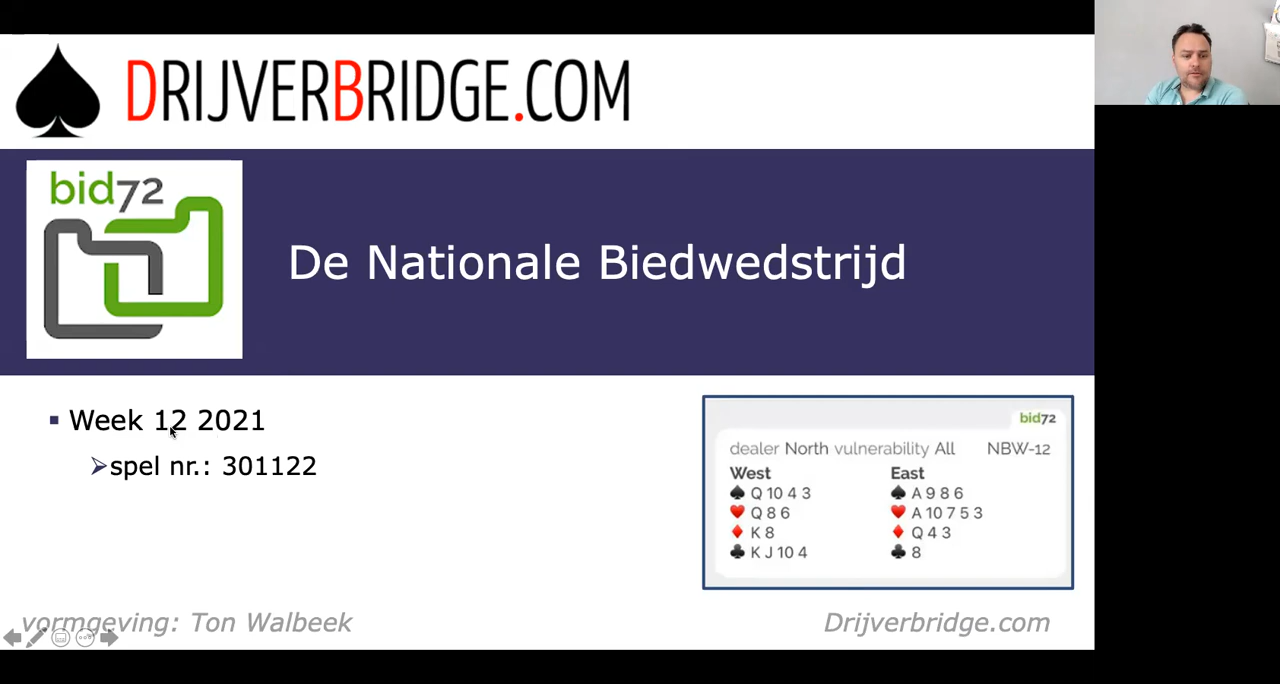 DRIJVERBRIDGE.COM
bid72
De Nationale Biedwedstrijd
Week 12 2021
spel nr.: 301122
bid72
dealer North vulnerability All NBW-12
West East
♠ Q 10 4 3 ♠ A 9 8 6
♥ Q 8 6 ♥ A 10 7 5 3
♦ K 8 ♦ Q 4 3
♣ K J 10 4 ♣ 8
vormgeving: Ton Walbeek
Drijverbridge.com